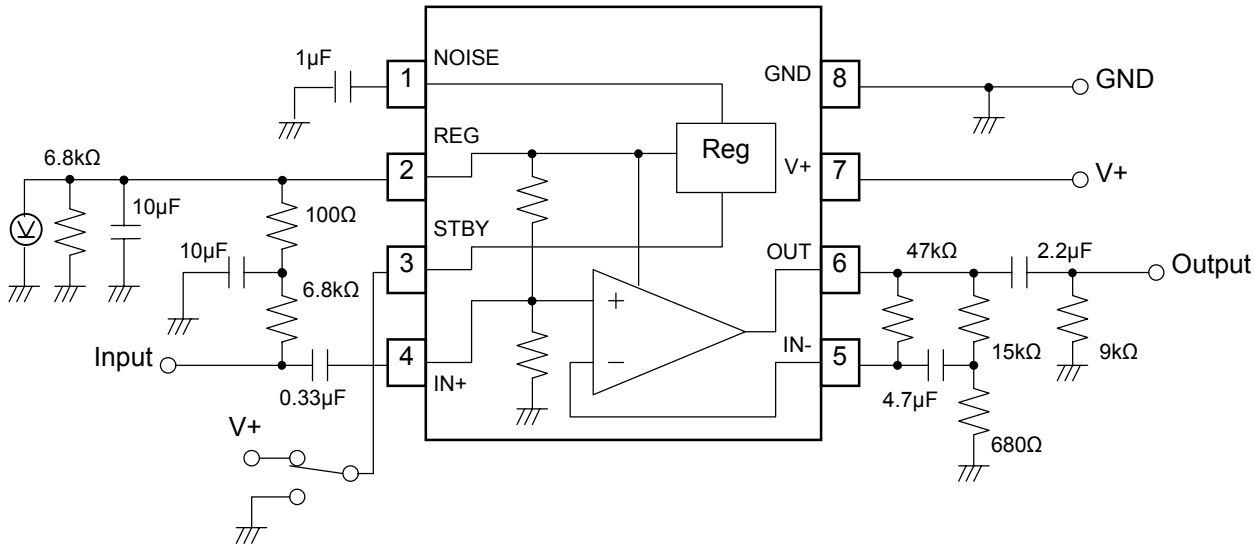 1µF
1
NOISE
GND
8
GND
6.8kΩ
REG
2
Reg
V+
7
V+
10µF
100Ω
STBY
3
10µF
6.8kΩ
OUT
6
47kΩ
2.2µF
Output
+
−
Input
4
IN+
0.33µF
IN-
5
15kΩ
9kΩ
4.7µF
680Ω
V+
V